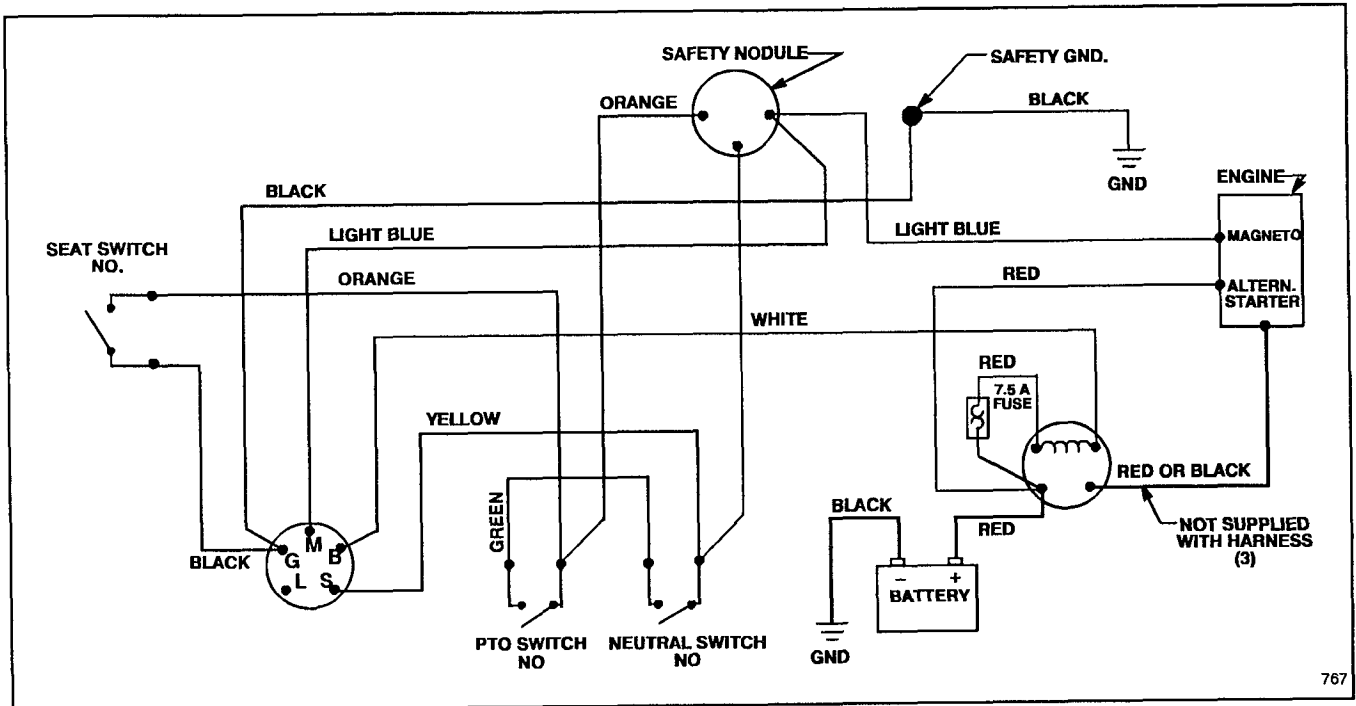 SAFETY NODULE
SAFETY GND.
ORANGE
BLACK
GND
ENGINE
BLACK
LIGHT BLUE
LIGHT BLUE
MAGNETO
SEAT SWITCH
NO.
ORANGE
RED
ALTERN.
STARTER
WHITE
RED
7.5 A
FUSE
YELLOW
RED OR BLACK
GREEN
BLACK
RED
NOT SUPPLIED
WITH HARNESS
(3)
BLACK
M
G
B
L
S
− +
BATTERY
PTO SWITCH
NO
NEUTRAL SWITCH
NO
GND
767